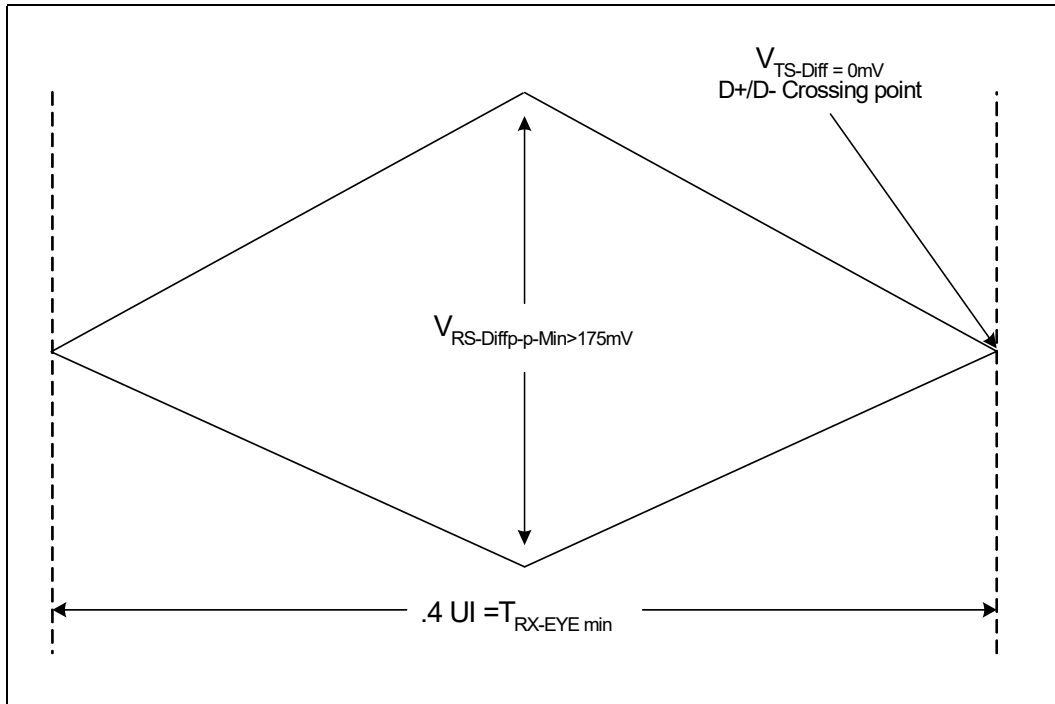 V TS-Diff = 0mV
D+/D- Crossing point
V RS-Diffp-p-Min>175mV
.4 UI =T RX-EYE min